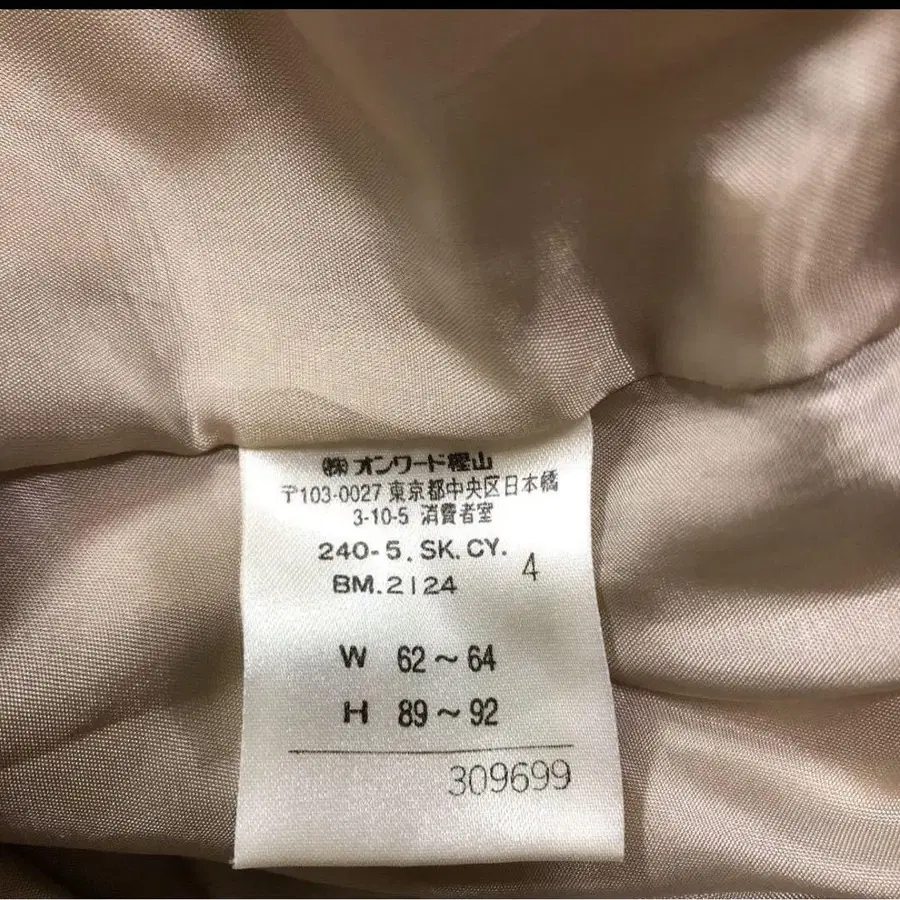 ㈱オンワード樫山
〒103-0027 東京都中央区日本橋
3-10-5 消費者室
240-5.SK.CY.
4
BM.2124
W 62~64
H 89~92
309699